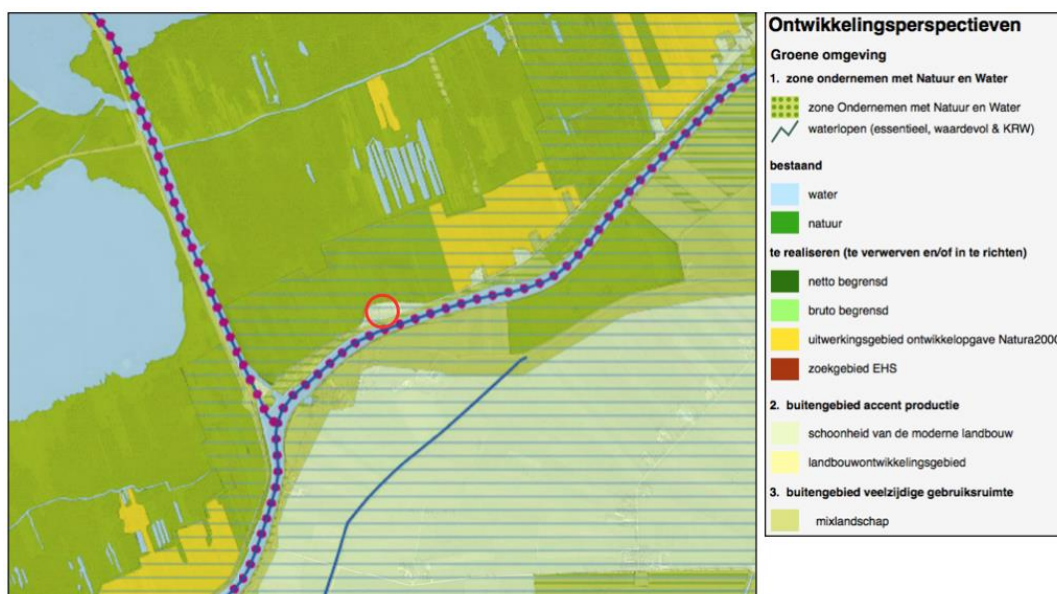 Ontwikkelingsperspectieven
Groene omgeving
1. zone ondernemen met Natuur en Water
zone Ondernemen met Natuur en Water
waterlopen (essentieel, waardevol & KRW)
bestaand
water
natuur
te realiseren (te verwerven en/of in te richten)
netto begrensd
bruto begrensd
uitwerkingsgebied ontwikkelopgave Natura2000
zoekgebied EHS
2. buitengebied accent productie
schoonheid van de moderne landbouw
landbouwontwikkelingsgebied
3. buitengebied veelzijdige gebruiksruimte
mixlandschap